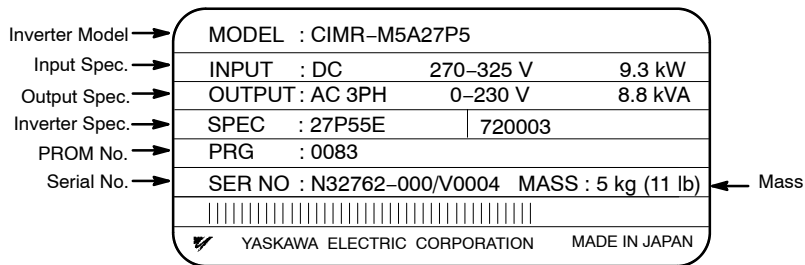 Inverter Model MODEL : CIMR−M5A27P5
Input Spec. INPUT : DC 270−325 V 9.3 kW
Output Spec. OUTPUT : AC 3PH 0−230 V 8.8 kVA
Inverter Spec. SPEC : 27P55E 720003
PROM No. PRG : 0083
Serial No. SER NO : N32762−000/V0004 MASS : 5 kg (11 lb) Mass
YASKAWA ELECTRIC CORPORATION MADE IN JAPAN